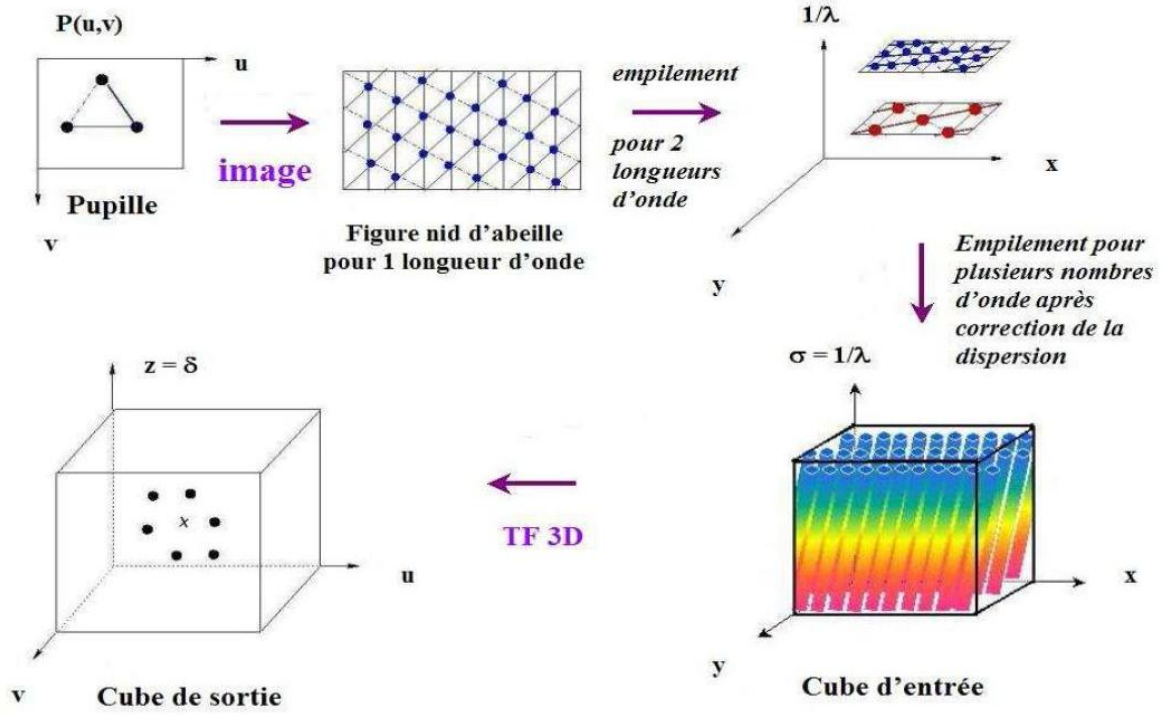 P(u,v)
u
v
Pupille
image
Figure nid d'abeille
pour 1 longueur d'onde
empilement
pour 2
longueurs
d'onde
1/λ
x
y
Empilement pour
plusieurs nombres
d'onde après
correction de la
dispersion
σ = 1/λ
x
y
Cube d'entrée
TF 3D
z = δ
x
u
v
Cube de sortie